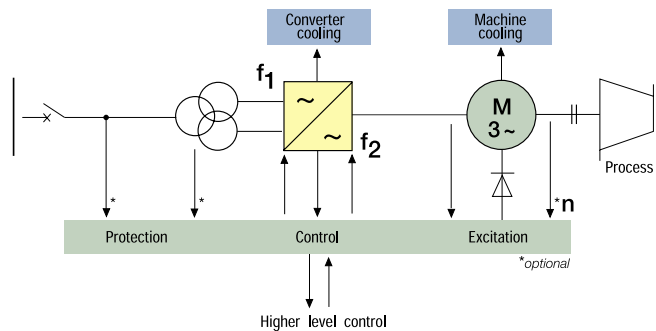 Converter
cooling
Machine
cooling
f1
~
~
f2
M
3 ~
Process
*
*
*n
Protection
Control
Excitation
*optional
Higher level control